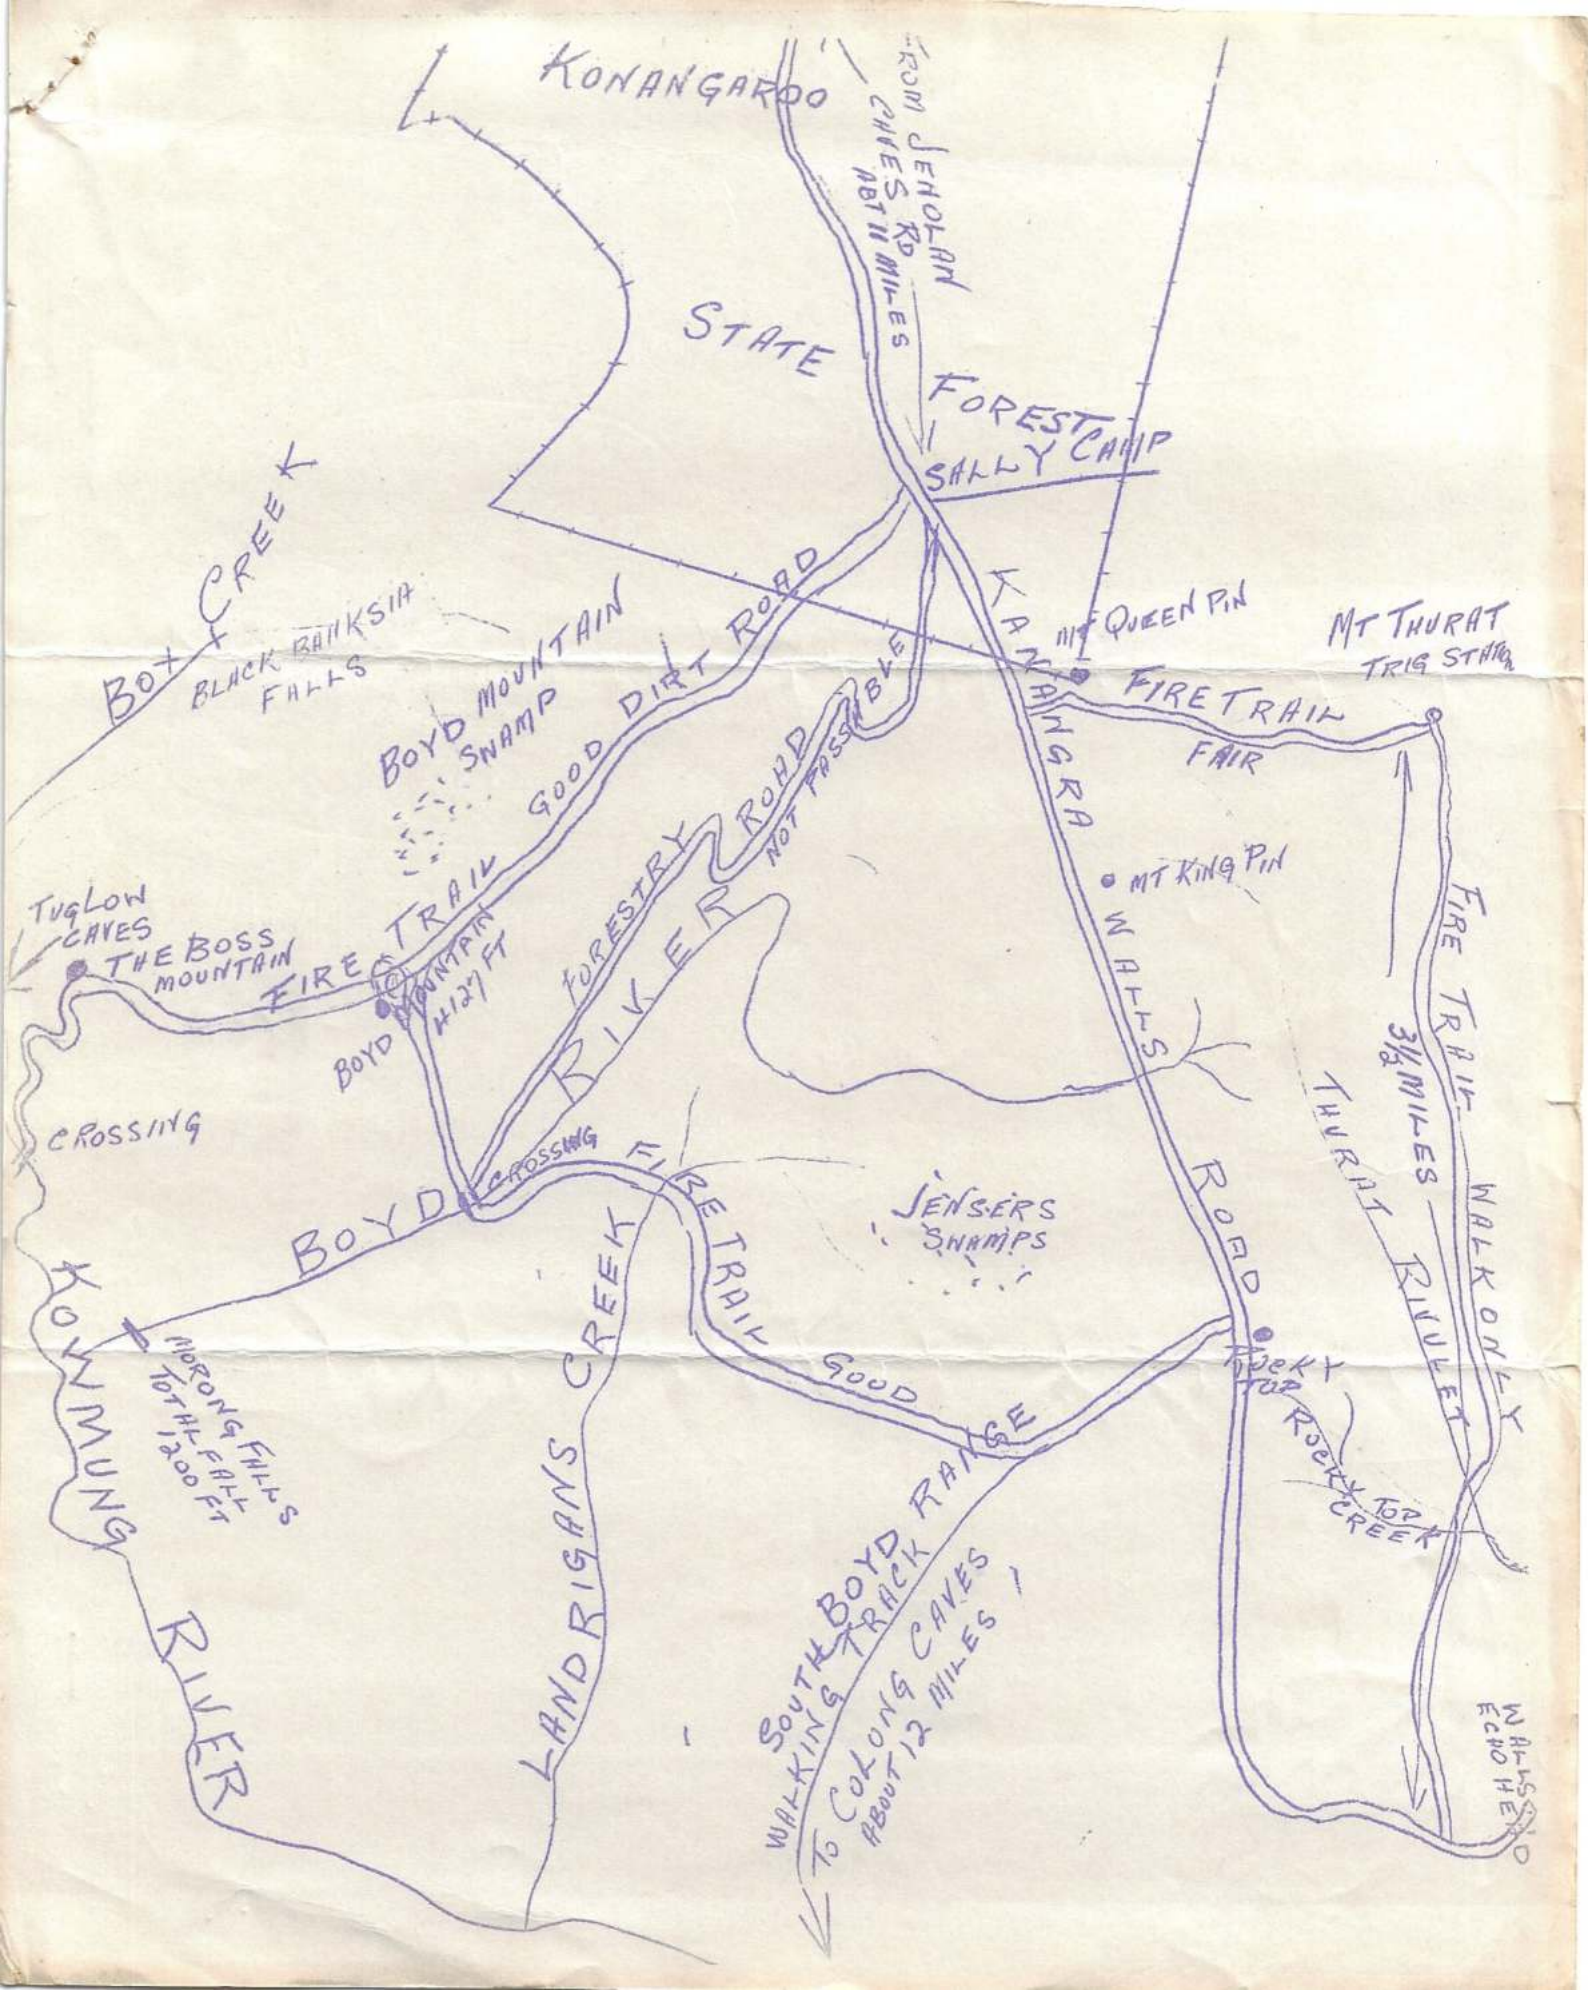 KONANGAROO
FROM JENOLAN
CAVES RD
ABT 11 MILES
STATE
FOREST
SALLY CAMP
BOX CREEK
BLACK BANKSIA
FALLS
BOYD MOUNTAIN
SWAMP
GOOD DIRT ROAD
KANANGRA WALLS ROAD
MT QUEEN PIN
MT THURAT
TRIG STATION
FIRE TRAIL
FAIR
FORESTRY ROAD
NOT PASSABLE
MT KING PIN
TUGLOW
CAVES
THE BOSS
MOUNTAIN
FIRE TRAIL
BOYD MOUNTAIN
4127 FT
BOYD RIVER
CROSSING
CROSSING
FIRE TRAIL
GOOD
JENSERS
SWAMPS
3½ MILES
FIRE TRAIL WALK ONLY
THURAT RIVULET
KOWMUNG RIVER
MORONG FALLS
TOTAL FALL
1200 FT
LANDRIGANS CREEK
ROCKY
TOP
ROCKY TOP
CREEK
SOUTH BOYD RANGE
WALKING TRACK
TO COLONG CAVES
ABOUT 12 MILES
WALLS
ECHO HEAD